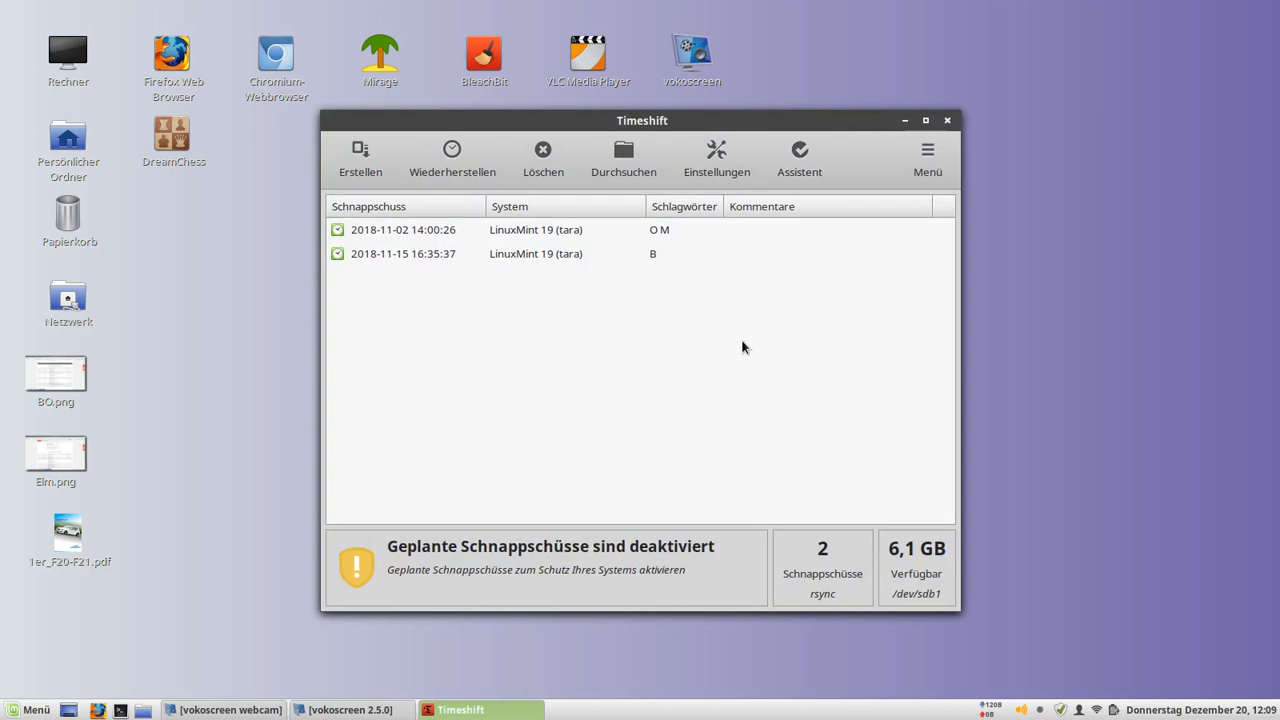 Rechner
Firefox Web
Browser
Chromium-
Webbrowser
Mirage
BleachBit
VLC Media Player
vokoscreen
Persönlicher
Ordner
DreamChess
Papierkorb
Netzwerk
BO.png
Elm.png
1er_F20-F21.pdf
Timeshift
Erstellen
Wiederherstellen
Löschen
Durchsuchen
Einstellungen
Assistent
Menü
Schnappschuss System Schlagwörter Kommentare
2018-11-02 14:00:26 LinuxMint 19 (tara) O M
2018-11-15 16:35:37 LinuxMint 19 (tara) B
Geplante Schnappschüsse sind deaktiviert
Geplante Schnappschüsse zum Schutz Ihres Systems aktivieren
2
Schnappschüsse
rsync
6,1 GB
Verfügbar
/dev/sdb1
Menü
[vokoscreen webcam]
[vokoscreen 2.5.0]
Timeshift
120B
0B
Donnerstag Dezember 20, 12:09